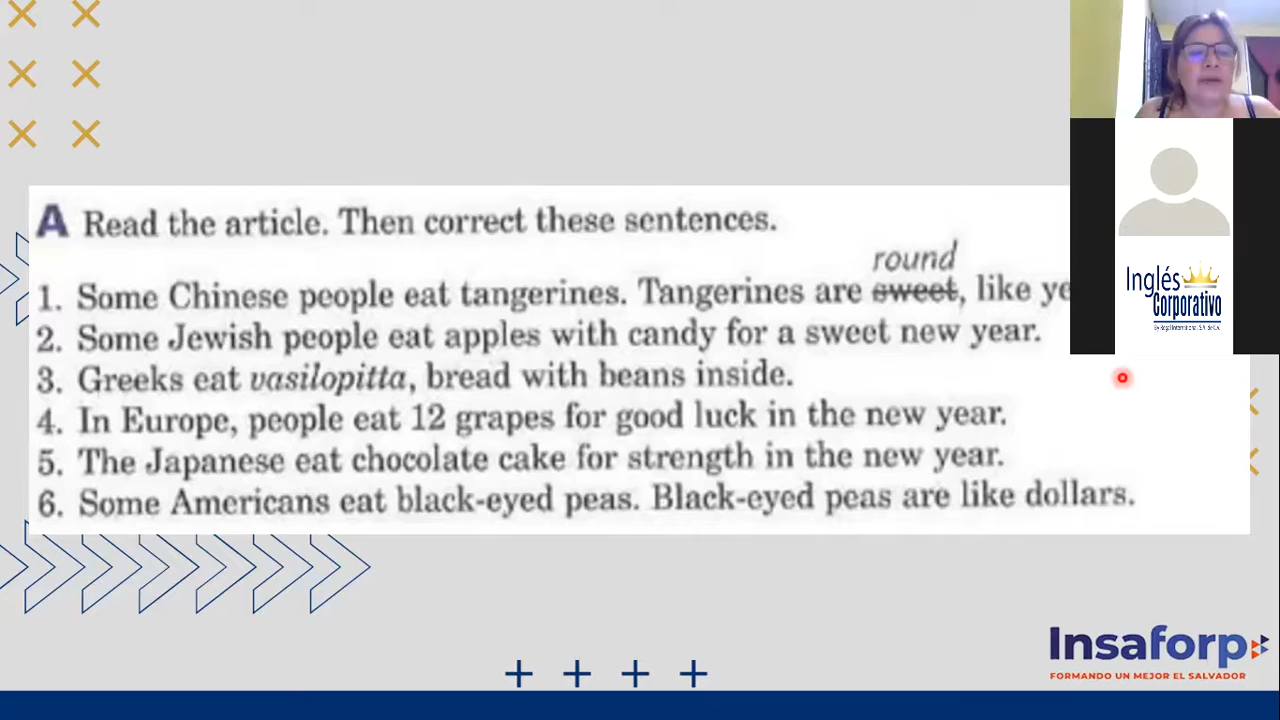 A Read the article. Then correct these sentences.
round
1. Some Chinese people eat tangerines. Tangerines are sweet, like ye
2. Some Jewish people eat apples with candy for a sweet new year.
3. Greeks eat vasilopitta, bread with beans inside.
4. In Europe, people eat 12 grapes for good luck in the new year.
5. The Japanese eat chocolate cake for strength in the new year.
6. Some Americans eat black-eyed peas. Black-eyed peas are like dollars.
Inglés
Corporativo
By Regal International, S.A. de C.V.
Insaforp
FORMANDO UN MEJOR EL SALVADOR